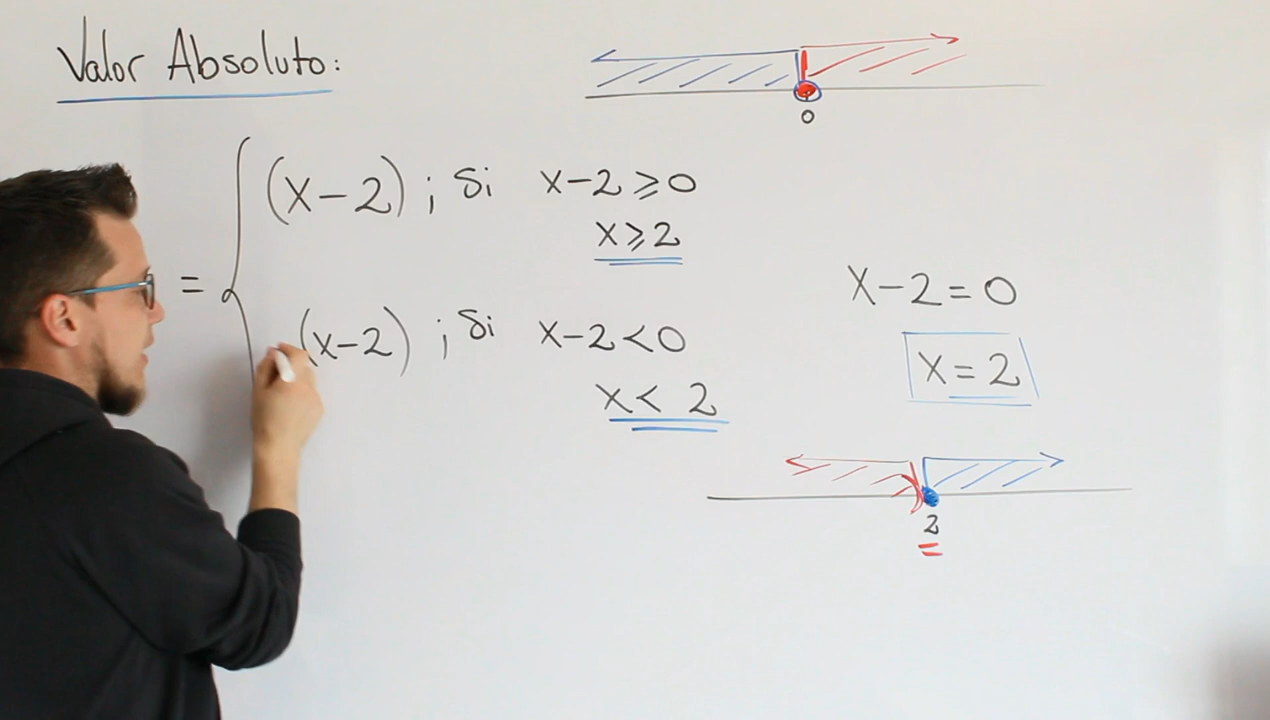 Valor Absoluto:
0
= { (x-2) ; si x-2⩾0
x⩾2
(x-2) ; si x-2<0
x< 2
x-2=0
x=2
2